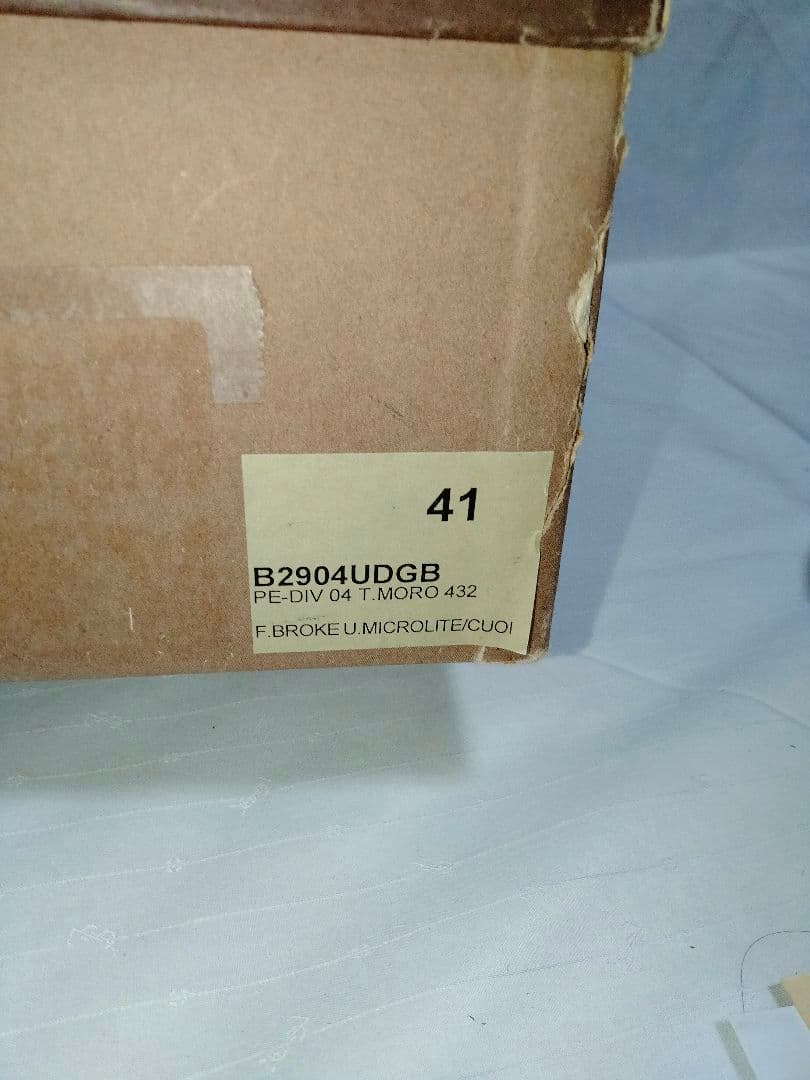 41
B2904UDGB
PE-DIV 04 T.MORO 432
F.BROKE U.MICROLITE/CUOI